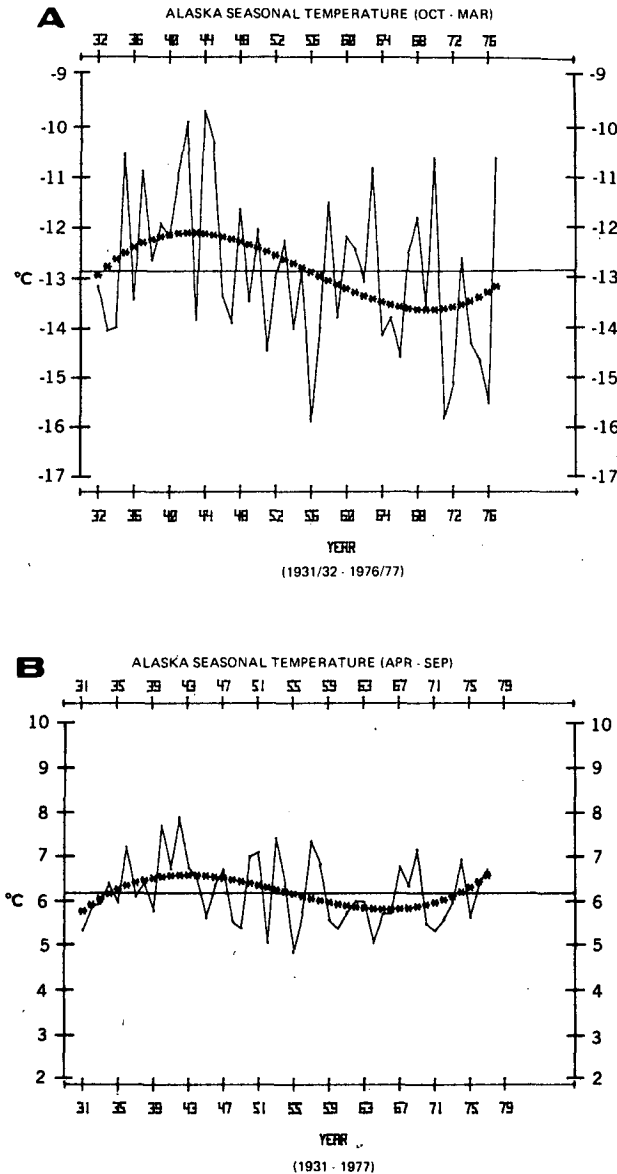 A
ALASKA SEASONAL TEMPERATURE (OCT - MAR)
32 36 40 44 48 52 56 60 64 68 72 76
-9 -9
-10 -10
-11 -11
-12 -12
°C -13 -13
-14 -14
-15 -15
-16 -16
-17 -17
32 36 40 44 48 52 56 60 64 68 72 76
YEAR
(1931/32 - 1976/77)
B
ALASKA SEASONAL TEMPERATURE (APR - SEP)
31 35 39 43 47 51 55 59 63 67 71 75 79
10 10
9 9
8 8
7 7
°C 6 6
5 5
4 4
3 3
2 2
31 35 39 43 47 51 55 59 63 67 71 75 79
YEAR
(1931 - 1977)